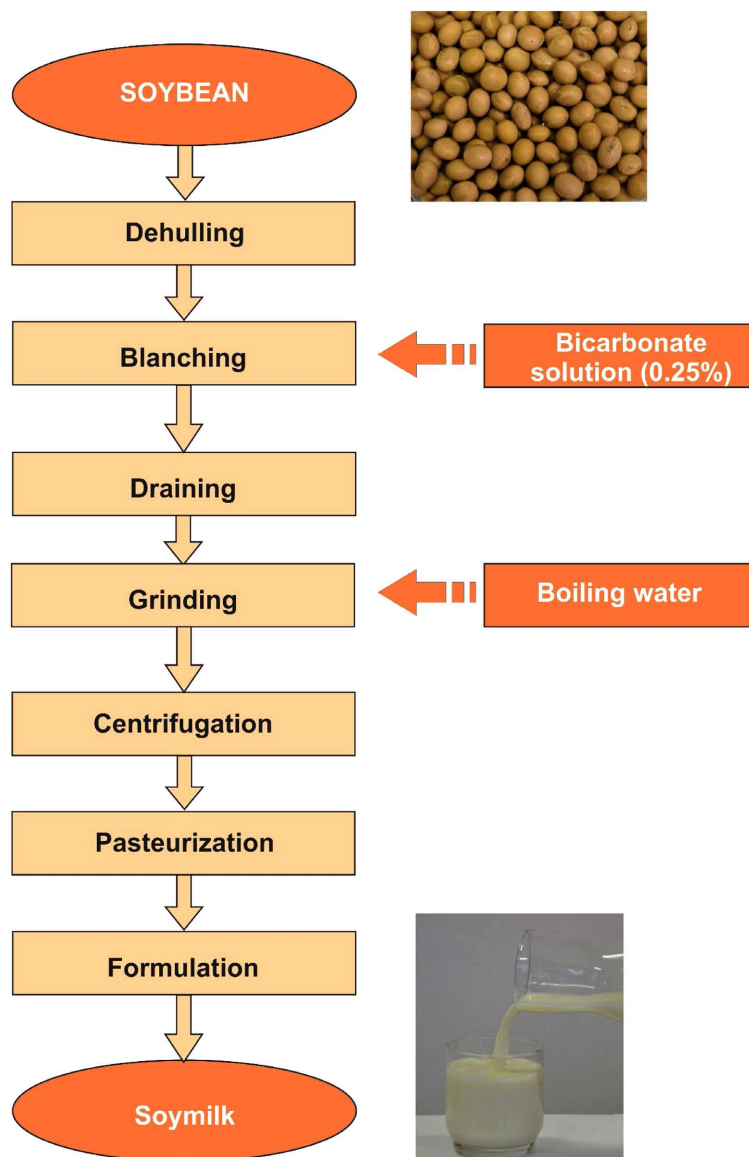 SOYBEAN
Dehulling
Blanching
Bicarbonate
solution (0.25%)
Draining
Grinding
Boiling water
Centrifugation
Pasteurization
Formulation
Soymilk